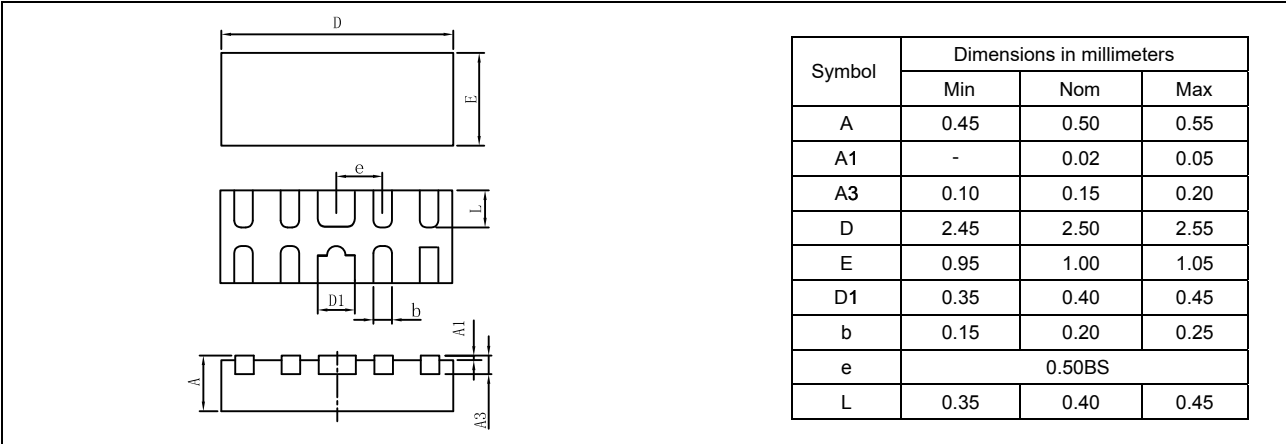 D
E
e
L
D1
b
A1
A
A3
Symbol Dimensions in millimeters
Min Nom Max
A 0.45 0.50 0.55
A1 - 0.02 0.05
A3 0.10 0.15 0.20
D 2.45 2.50 2.55
E 0.95 1.00 1.05
D1 0.35 0.40 0.45
b 0.15 0.20 0.25
e 0.50BS
L 0.35 0.40 0.45